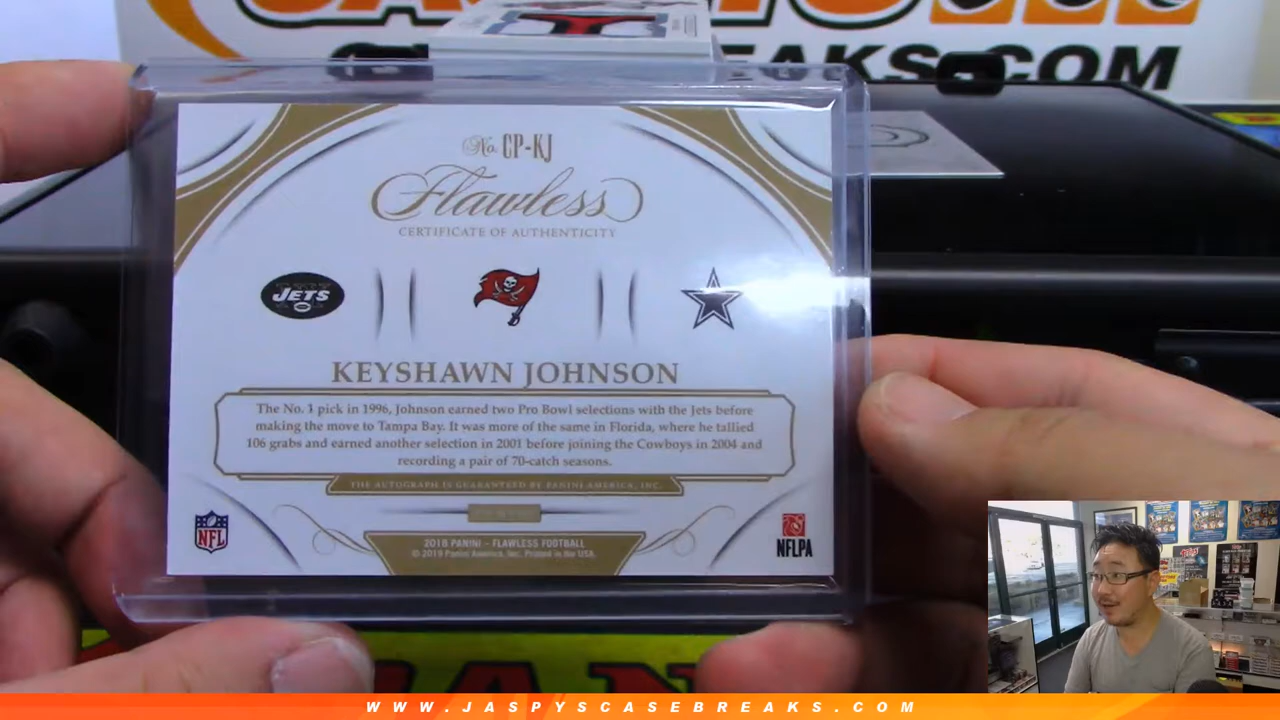 BREAKS.COM
No. CP-KJ
Flawless
CERTIFICATE OF AUTHENTICITY
JETS
KEYSHAWN JOHNSON
The No. 1 pick in 1996, Johnson earned two Pro Bowl selections with the Jets before
making the move to Tampa Bay. It was more of the same in Florida, where he tallied
106 grabs and earned another selection in 2001 before joining the Cowboys in 2004 and
recording a pair of 70-catch seasons.
THE AUTOGRAPH IS GUARANTEED BY PANINI AMERICA, INC.
NFL
NFLPA
2018 PANINI - FLAWLESS FOOTBALL
© 2019 Panini America, Inc. Printed in the USA.
WWW.JASPYSCASEBREAKS.COM